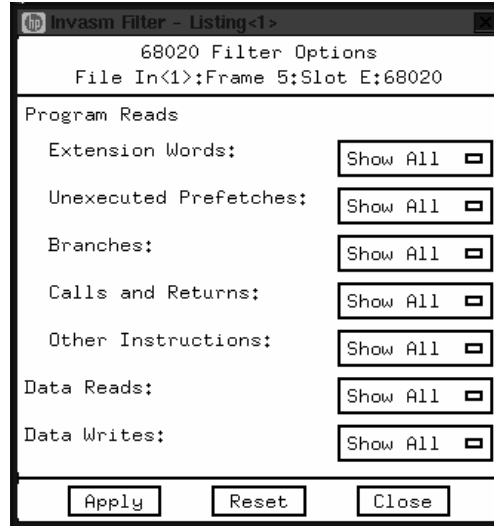 hp Invasm Filter - Listing<1>
68020 Filter Options
File In<1>:Frame 5:Slot E:68020
Program Reads
Extension Words: Show All
Unexecuted Prefetches: Show All
Branches: Show All
Calls and Returns: Show All
Other Instructions: Show All
Data Reads: Show All
Data Writes: Show All
Apply Reset Close